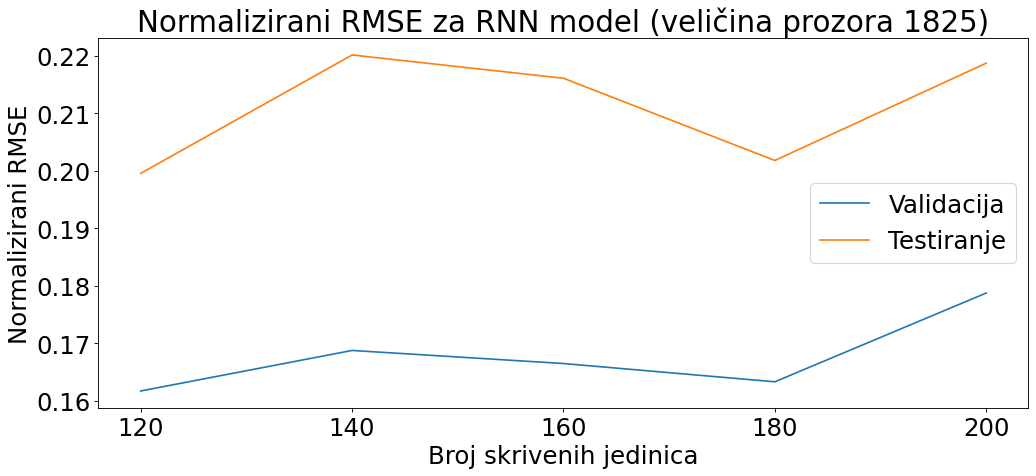 Normalizirani RMSE za RNN model (veličina prozora 1825)
Normalizirani RMSE
0.22
0.21
0.20
0.19
0.18
0.17
0.16
Validacija
Testiranje
120 140 160 180 200
Broj skrivenih jedinica